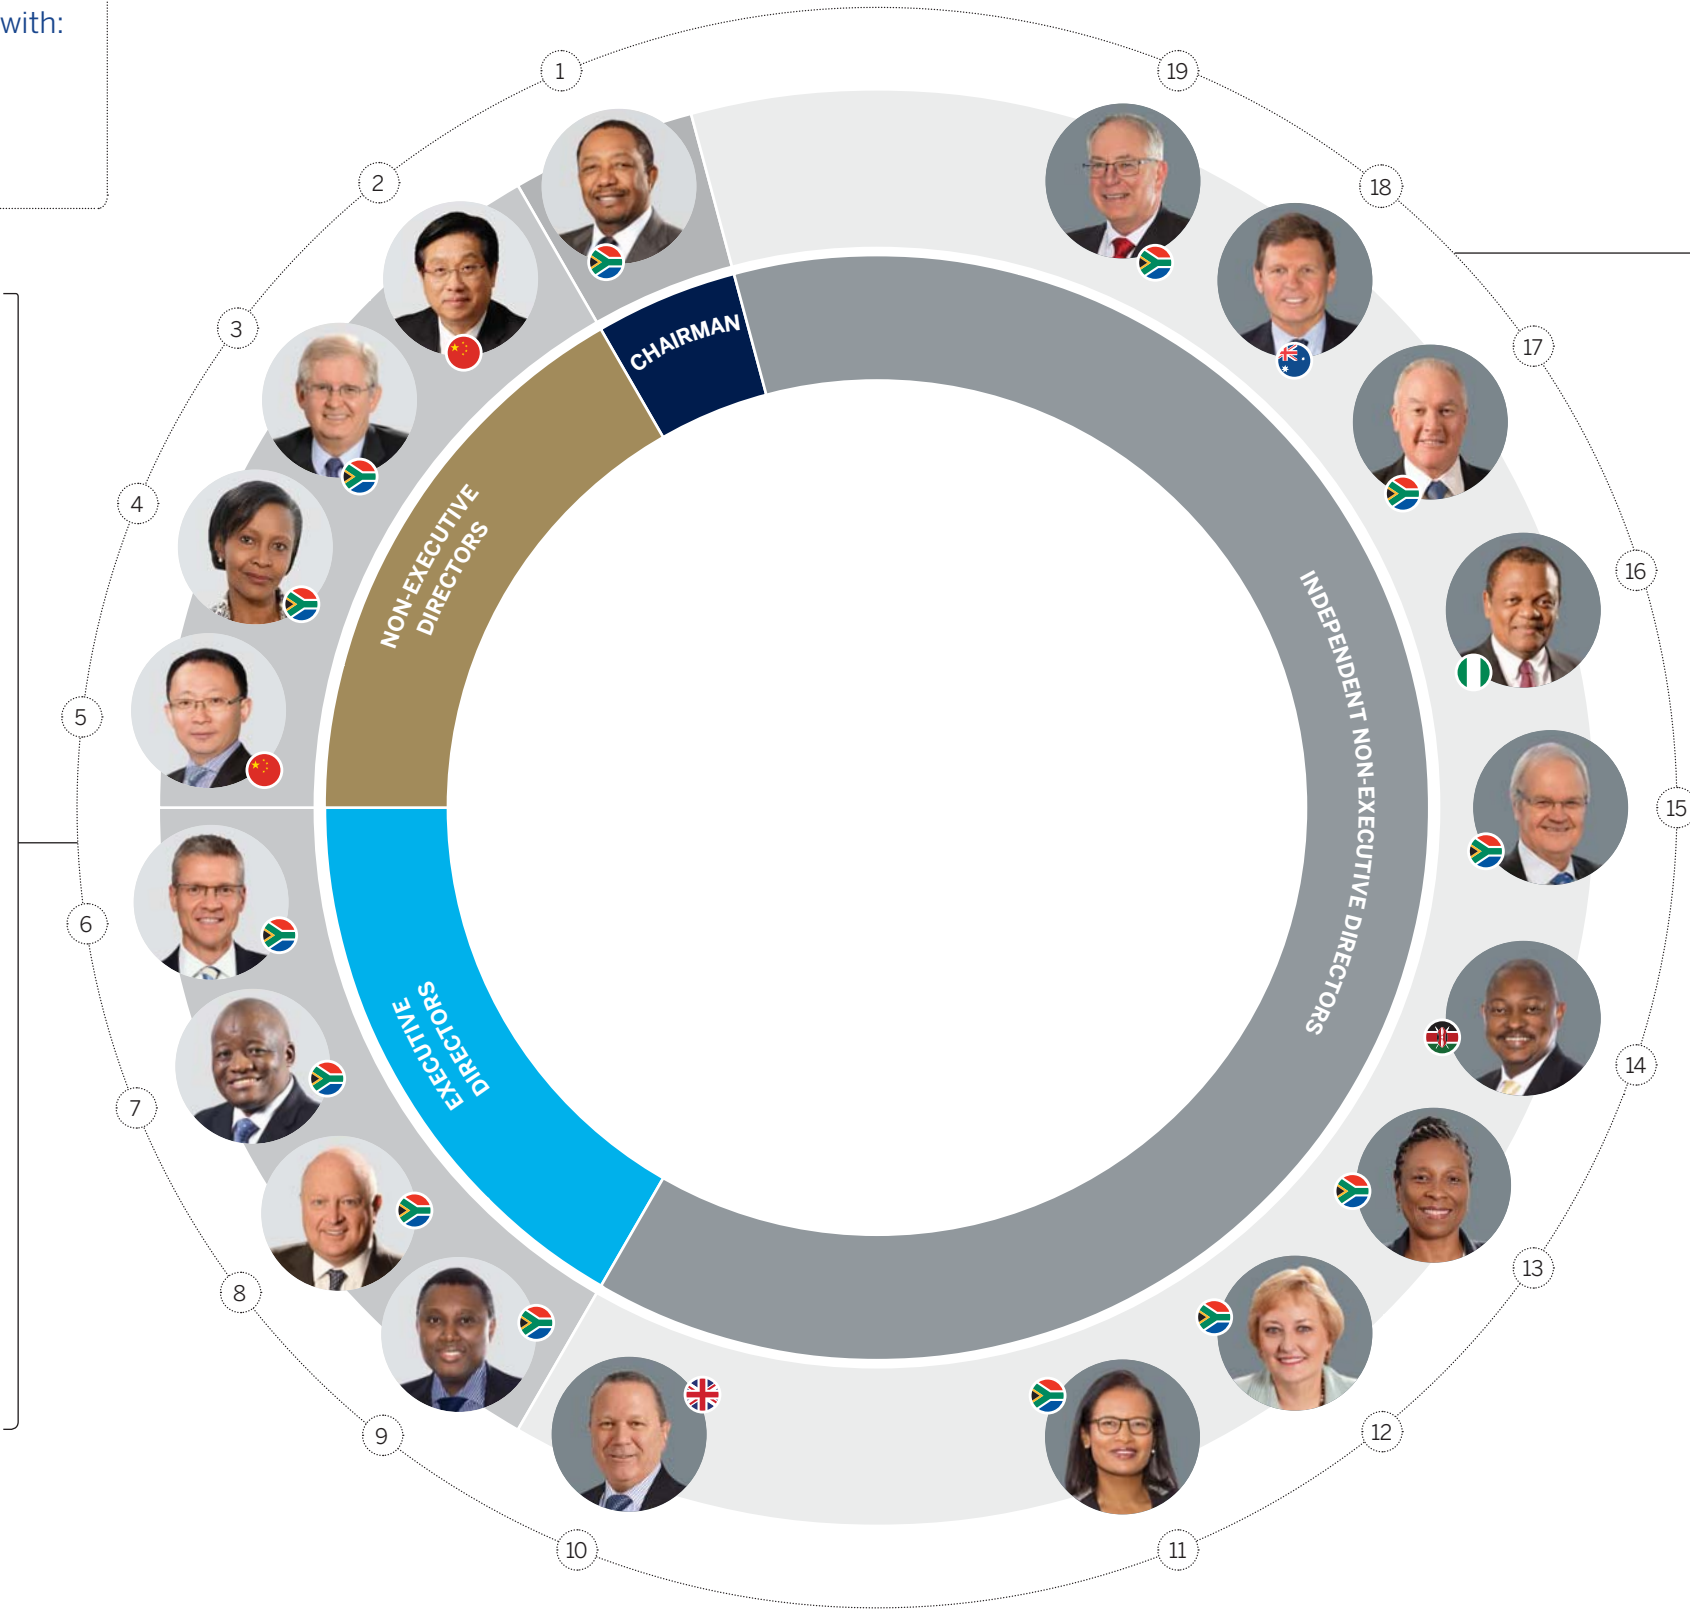 with:
1
2
3
4
5
6
7
8
9
10
11
12
13
14
15
16
17
18
19
CHAIRMAN
NON-EXECUTIVE
DIRECTORS
EXECUTIVE
DIRECTORS
INDEPENDENT NON-EXECUTIVE DIRECTORS